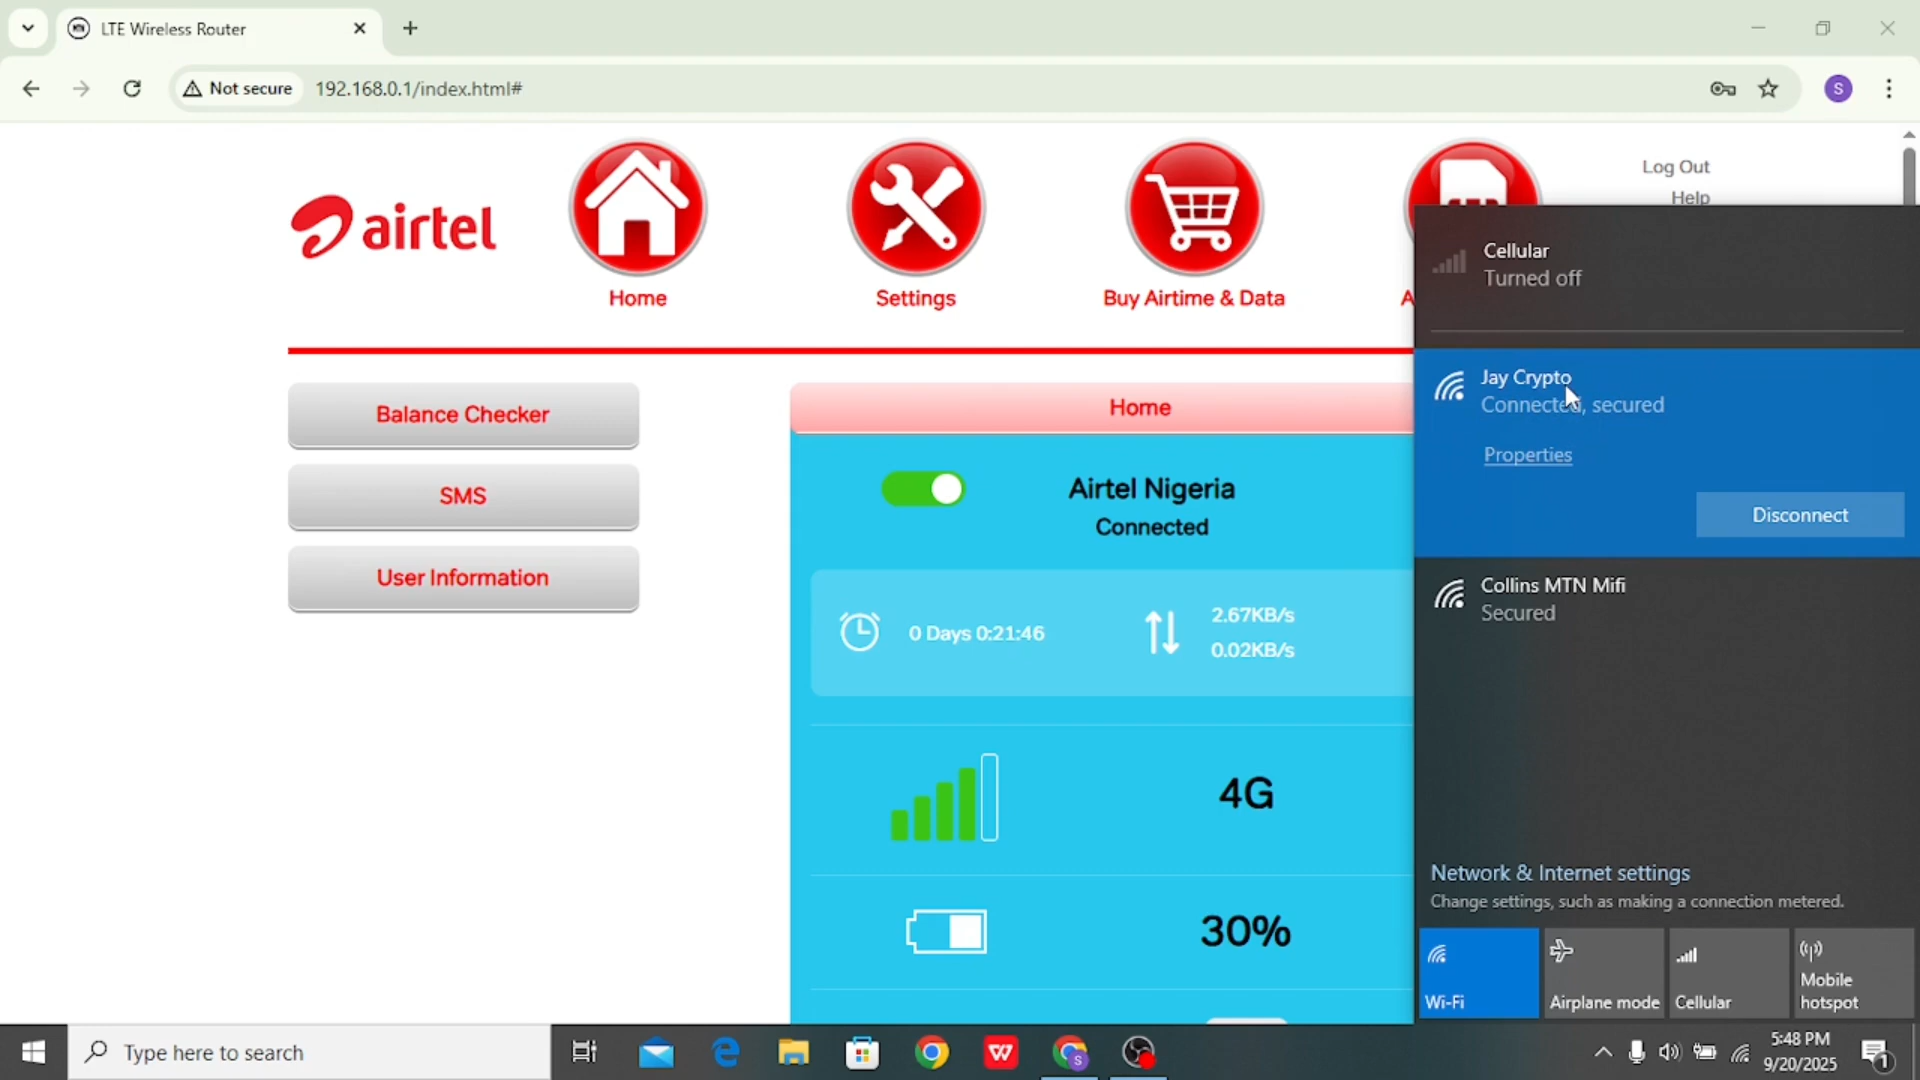 LTE Wireless Router
Not secure
192.168.0.1/index.html#
S
airtel
Home
Settings
Buy Airtime & Data
A
Log Out
Help
Balance Checker
SMS
User Information
Home
Airtel Nigeria
Connected
0 Days 0:21:46
2.67KB/s
0.02KB/s
4G
30%
Cellular
Turned off
Jay Crypto
Connected, secured
Properties
Disconnect
Collins MTN Mifi
Secured
Network & Internet settings
Change settings, such as making a connection metered.
Wi-Fi
Airplane mode
Cellular
Mobile
hotspot
Type here to search
W
S
5:48 PM
9/20/2025
1